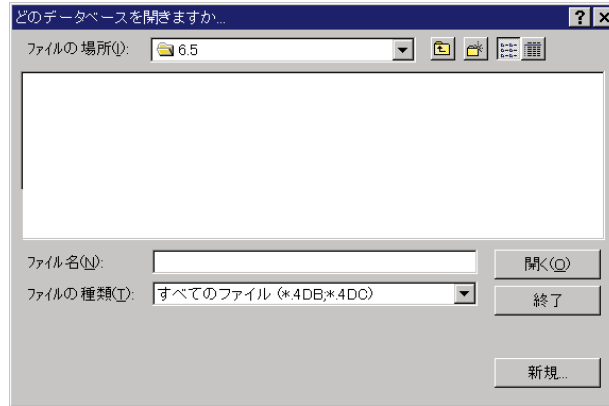 どのデータベースを開きますか...
ファイルの場所(I):
6.5
ファイル名(N):
開く(O)
ファイルの種類(T):
すべてのファイル (*.4DB;*.4DC)
終了
新規...